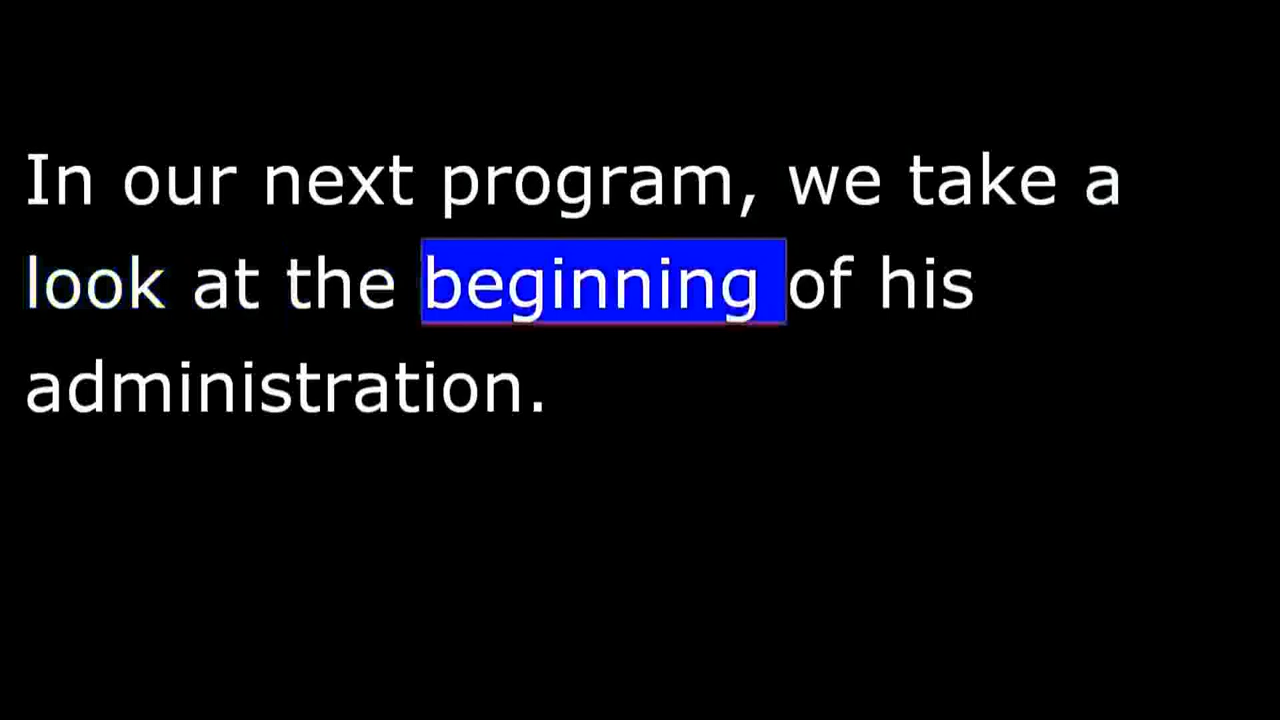 In our next program, we take a
look at the beginning of his
administration.